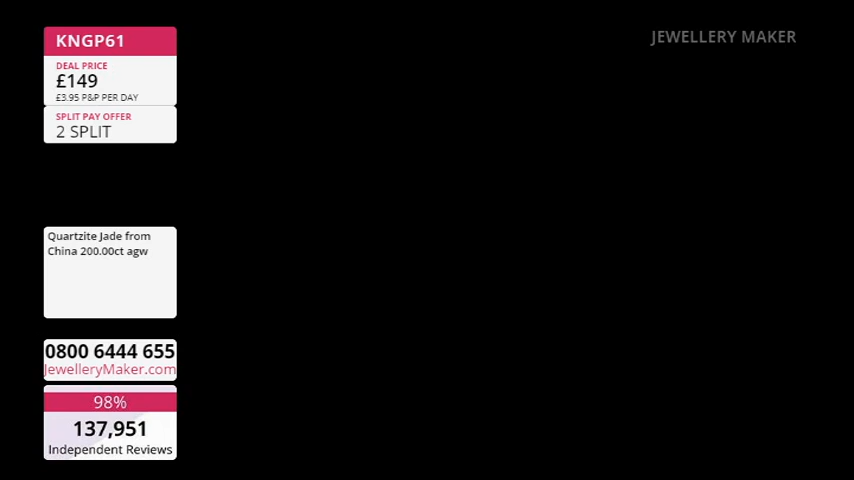 KNGP61
JEWELLERY MAKER
DEAL PRICE
£149
£3.95 P&P PER DAY
SPLIT PAY OFFER
2 SPLIT
Quartzite Jade from
China 200.00ct agw
0800 6444 655
JewelleryMaker.com
98%
137,951
Independent Reviews